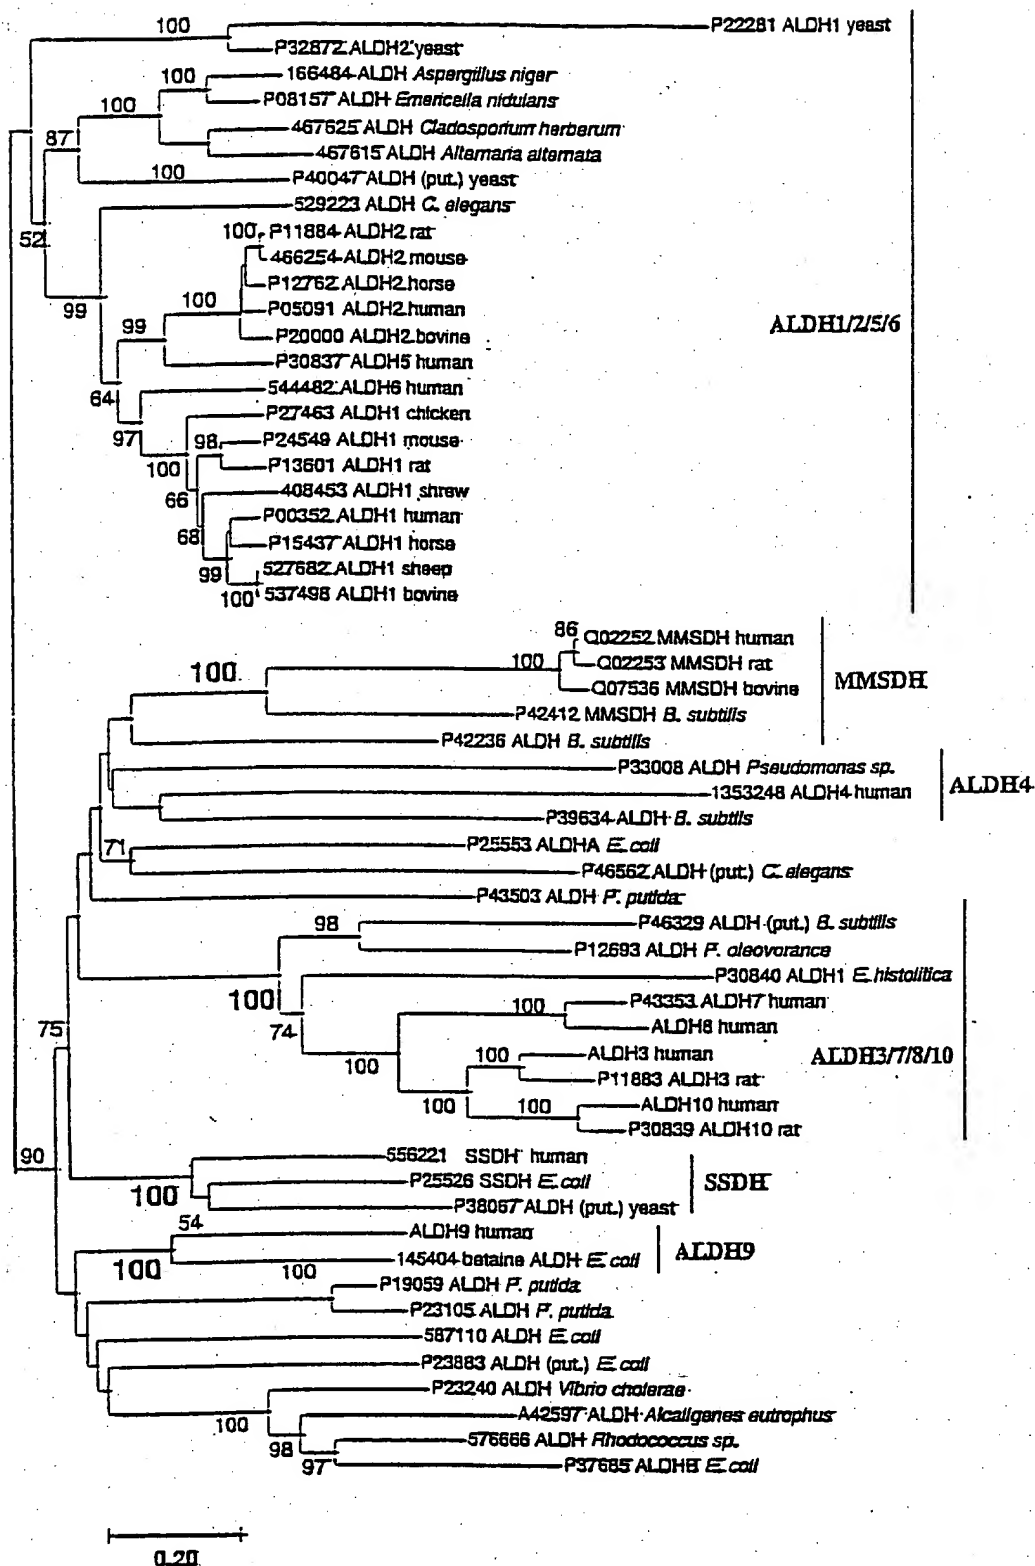 100
P22281 ALDH1 yeast
P32872 ALDH2 yeast
100
166484 ALDH Aspergillus niger
100
P08157 ALDH Emericella nidulans
87
467625 ALDH Cladosporium herbarum
467615 ALDH Alternaria alternata
100
P40047 ALDH (put.) yeast
529223 ALDH C. elegans
52
100
P11884 ALDH2 rat
466254 ALDH2 mouse
P12762 ALDH2 horse
99
99
100
P05091 ALDH2 human
ALDH1/2/5/6
P20000 ALDH2 bovine
P30837 ALDH5 human
64
544482 ALDH6 human
P27463 ALDH1 chicken
97
98
P24549 ALDH1 mouse
100
P13601 ALDH1 rat
66
408453 ALDH1 shrew
P00352 ALDH1 human
68
P15437 ALDH1 horse
99
527682 ALDH1 sheep
100
537498 ALDH1 bovine
86
Q02252 MMSDH human
100
100
Q02253 MMSDH rat
MMSDH
Q07536 MMSDH bovine
P42412 MMSDH B. subtilis
P42236 ALDH B. subtilis
P33008 ALDH Pseudomonas sp.
ALDH4
1353248 ALDH4 human
P39634 ALDH B. subtils
71
P25553 ALDHA E.coli
P46562 ALDH (put.) C. elegans
P43503 ALDH P. putida
98
P46329 ALDH (put.) B. subtilis
P12693 ALDH P. oleovorance
100
P30840 ALDH1 E.histolitica
75
74
100
P43353 ALDH7 human
ALDH8 human
100
100
ALDH3 human
ALDH3/7/8/10
P11883 ALDH3 rat
100
100
ALDH10 human
P30839 ALDH10 rat
90
556221 SSDH human
100
P25526 SSDH E.coli
SSDH
P38067 ALDH (put.) yeast
54
ALDH9 human
100
100
145404 betaine ALDH E.coli
ALDH9
P19059 ALDH P. putida
P23105 ALDH P. putida
587110 ALDH E.coli
P23883 ALDH (put.) E.coli
P23240 ALDH Vibrio cholerae
100
A42597 ALDH Alcaligenes eutrophus
98
576666 ALDH Rhodococcus sp.
97
P37685 ALDHB E.coli
0.20